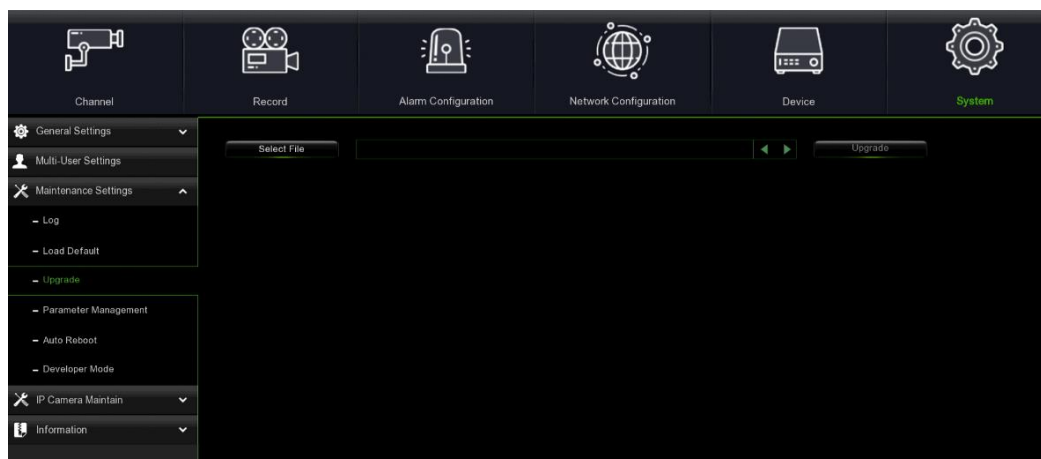 Channel
Record
Alarm Configuration
Network Configuration
Device
System
General Settings
Select File
Upgrade
Multi-User Settings
Maintenance Settings
Log
Load Default
Upgrade
Parameter Management
Auto Reboot
Developer Mode
IP Camera Maintain
Information